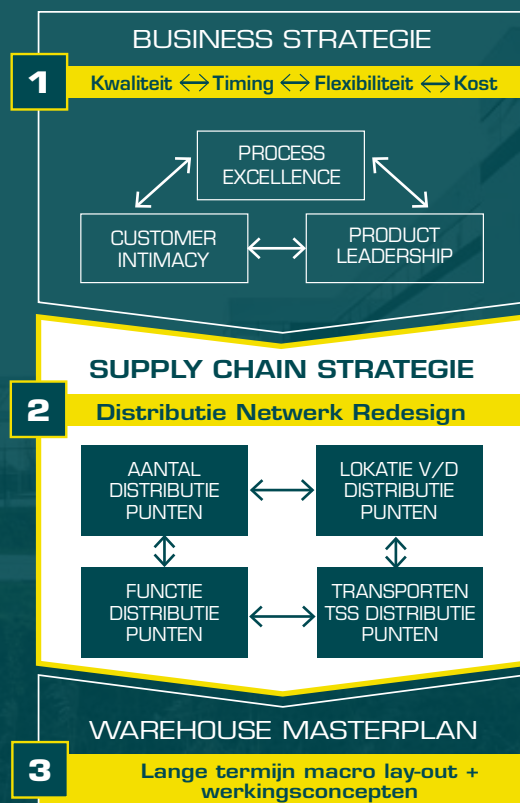 BUSINESS STRATEGIE
1
Kwaliteit ↔ Timing ↔ Flexibiliteit ↔ Kost
PROCESS
EXCELLENCE
CUSTOMER
INTIMACY
PRODUCT
LEADERSHIP
SUPPLY CHAIN STRATEGIE
2
Distributie Netwerk Redesign
AANTAL
DISTRIBUTIE
PUNTEN
LOKATIE V/D
DISTRIBUTIE
PUNTEN
FUNCTIE
DISTRIBUTIE
PUNTEN
TRANSPORTEN
TSS DISTRIBUTIE
PUNTEN
WAREHOUSE MASTERPLAN
3
Lange termijn macro lay-out +
werkingsconcepten